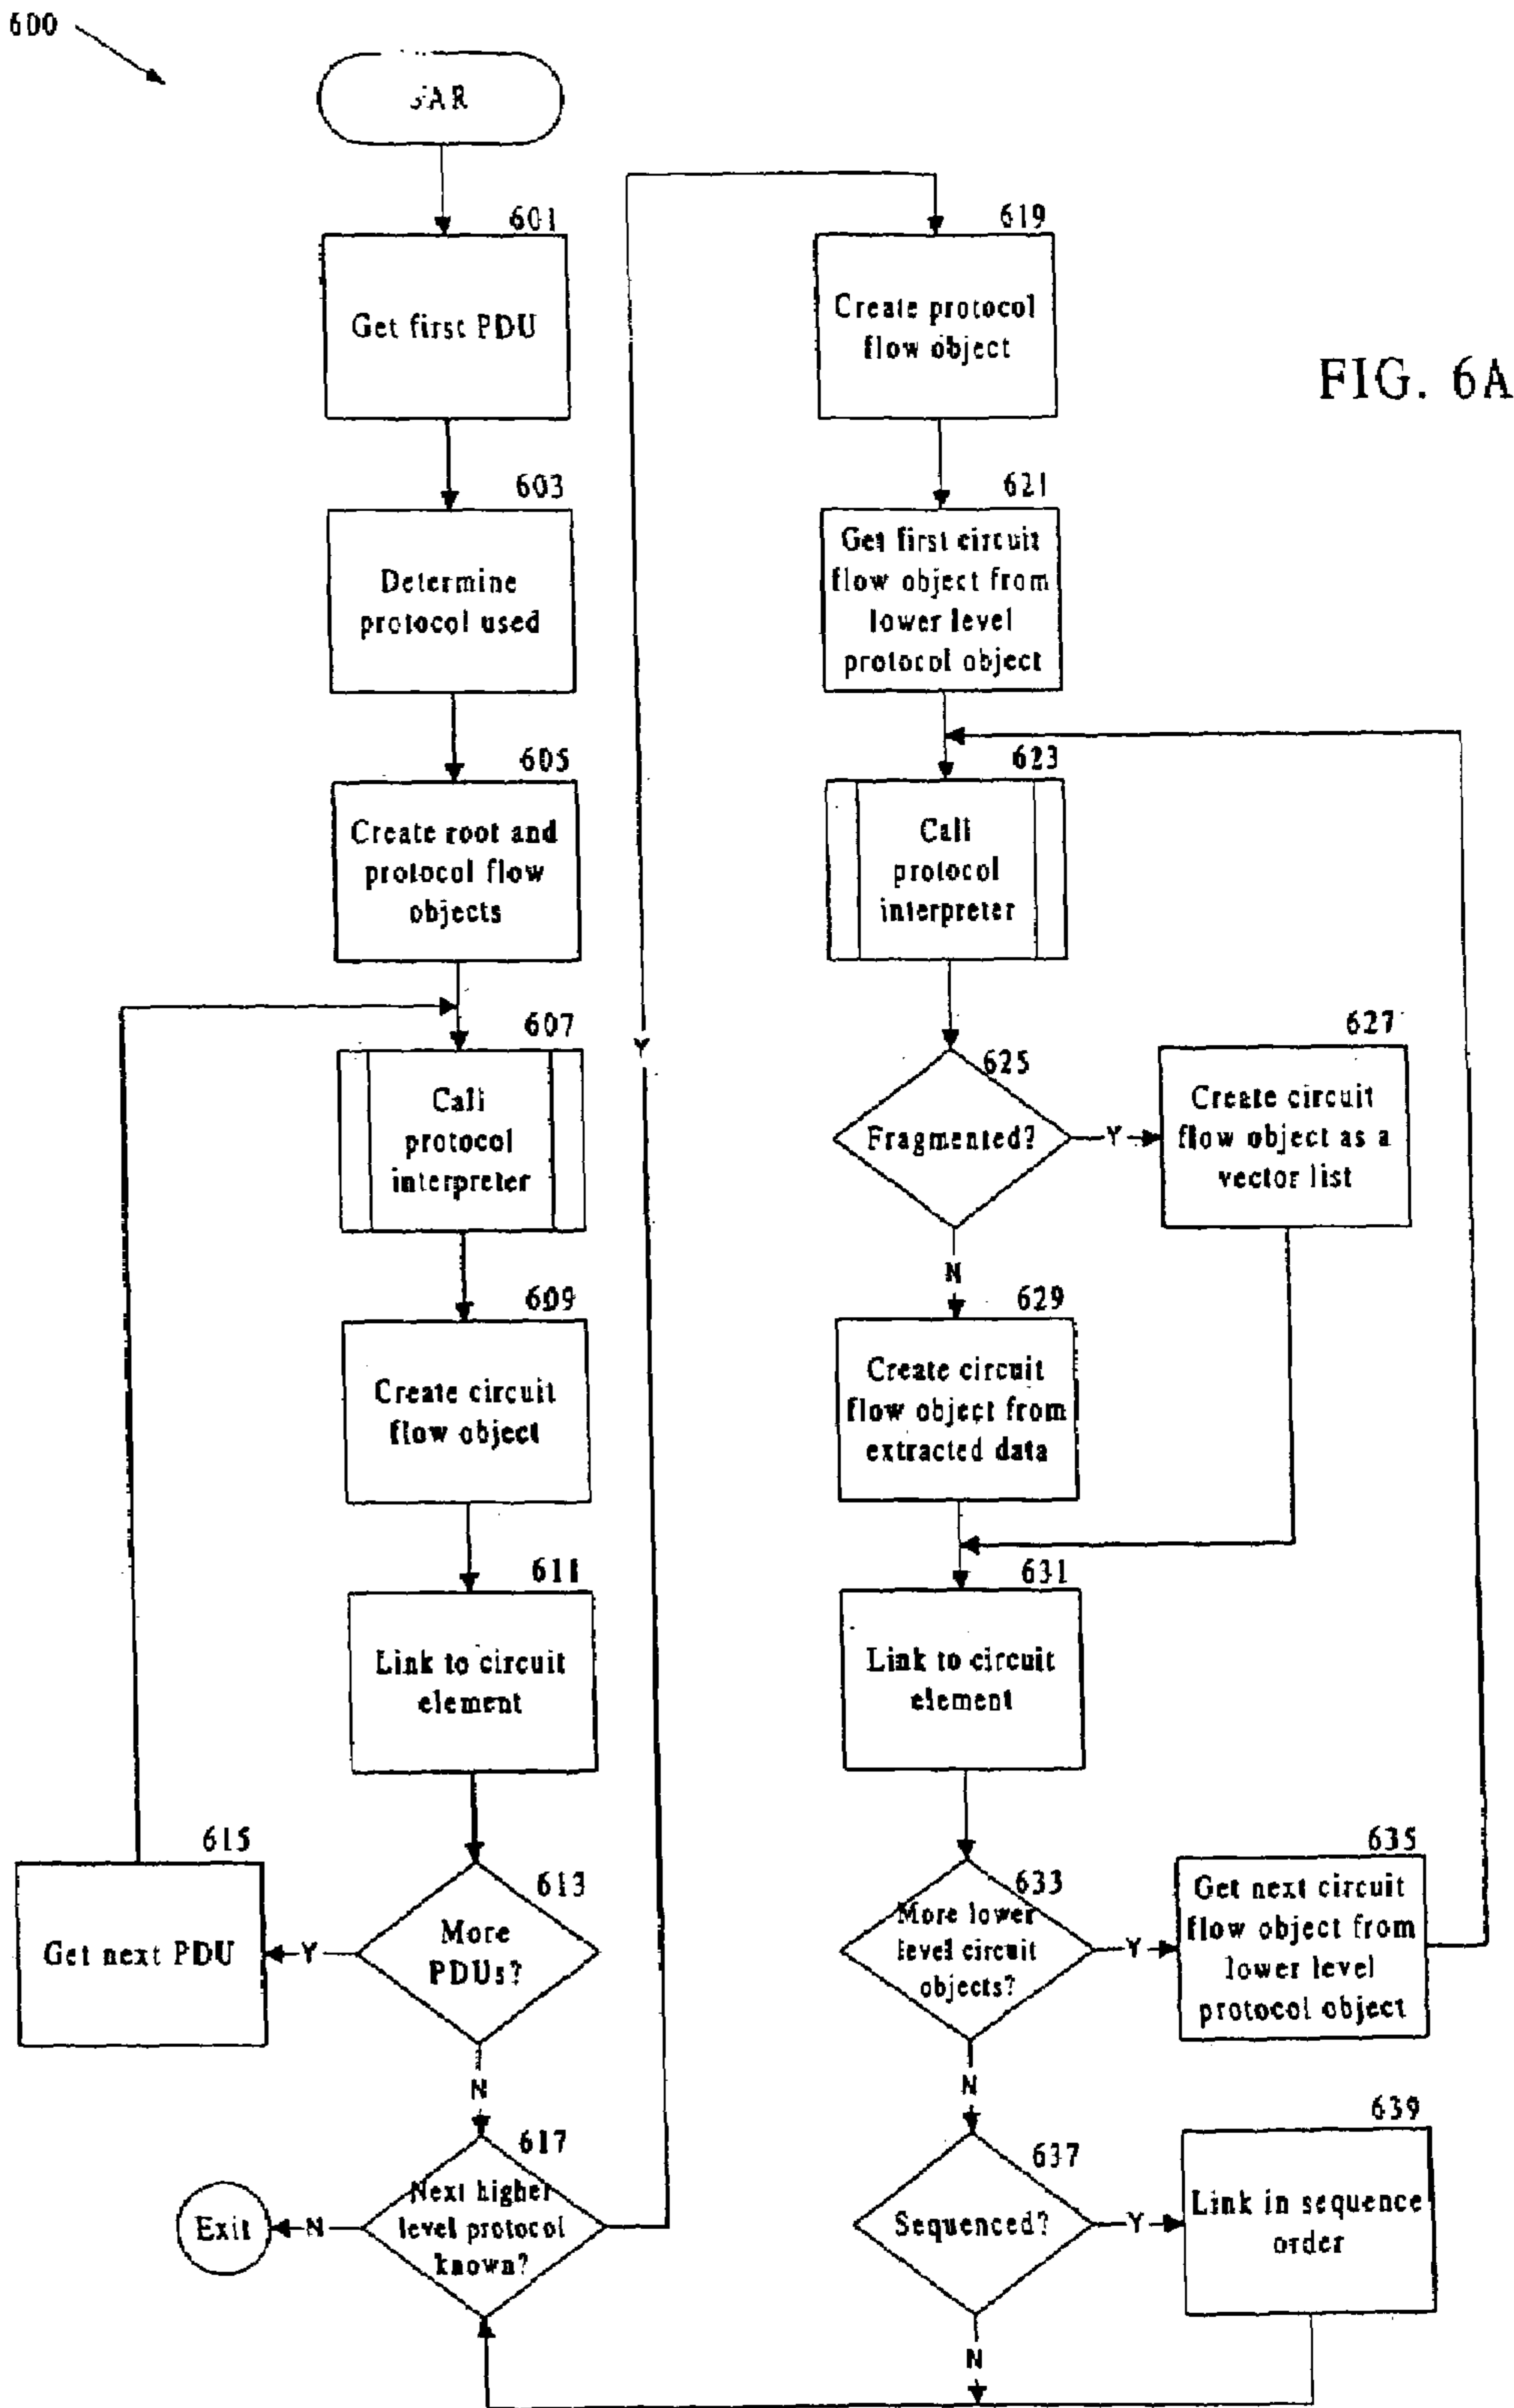 600
601
Get first PDU
603
Determine
protocol used
605
Create root and
protocol flow
objects
607
Call
protocol
interpreter
609
Create circuit
flow object
611
Link to circuit
element
613
More
PDUs?
Y
615
Get next PDU
N
617
Next higher
level protocol
known?
N
Exit
Y
619
Create protocol
flow object
621
Get first circuit
flow object from
lower level
protocol object
623
Call
protocol
interpreter
625
Fragmented?
Y
627
Create circuit
flow object as a
vector list
N
629
Create circuit
flow object from
extracted data
631
Link to circuit
element
633
More lower
level circuit
objects?
Y
635
Get next circuit
flow object from
lower level
protocol object
N
637
Sequenced?
Y
639
Link in sequence
order
N
FIG. 6A